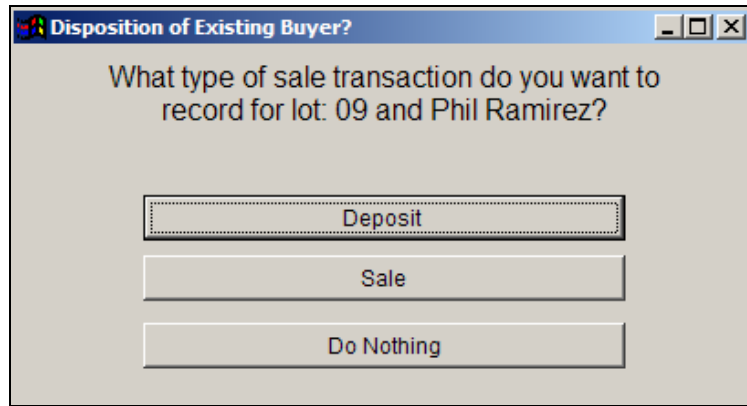 Disposition of Existing Buyer?
What type of sale transaction do you want to
record for lot: 09 and Phil Ramirez?
Deposit
Sale
Do Nothing